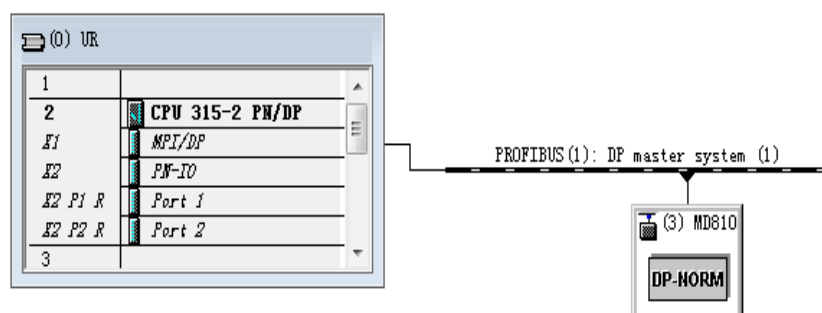 (0) UR
1
2 CPU 315-2 PN/DP
X1 MPI/DP
X2 PN-IO
X2 P1 R Port 1
X2 P2 R Port 2
3
PROFIBUS(1): DP master system (1)
(3) MD810
DP-NORM